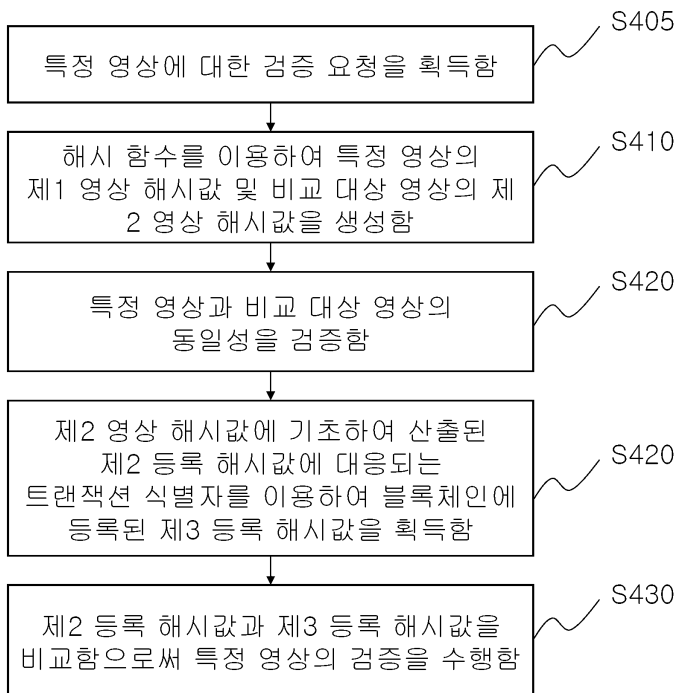 S405
특정 영상에 대한 검증 요청을 획득함
S410
해시 함수를 이용하여 특정 영상의
제1 영상 해시값 및 비교 대상 영상의 제
2 영상 해시값을 생성함
S420
특정 영상과 비교 대상 영상의
동일성을 검증함
S420
제2 영상 해시값에 기초하여 산출된
제2 등록 해시값에 대응되는
트랜잭션 식별자를 이용하여 블록체인에
등록된 제3 등록 해시값을 획득함
S430
제2 등록 해시값과 제3 등록 해시값을
비교함으로써 특정 영상의 검증을 수행함